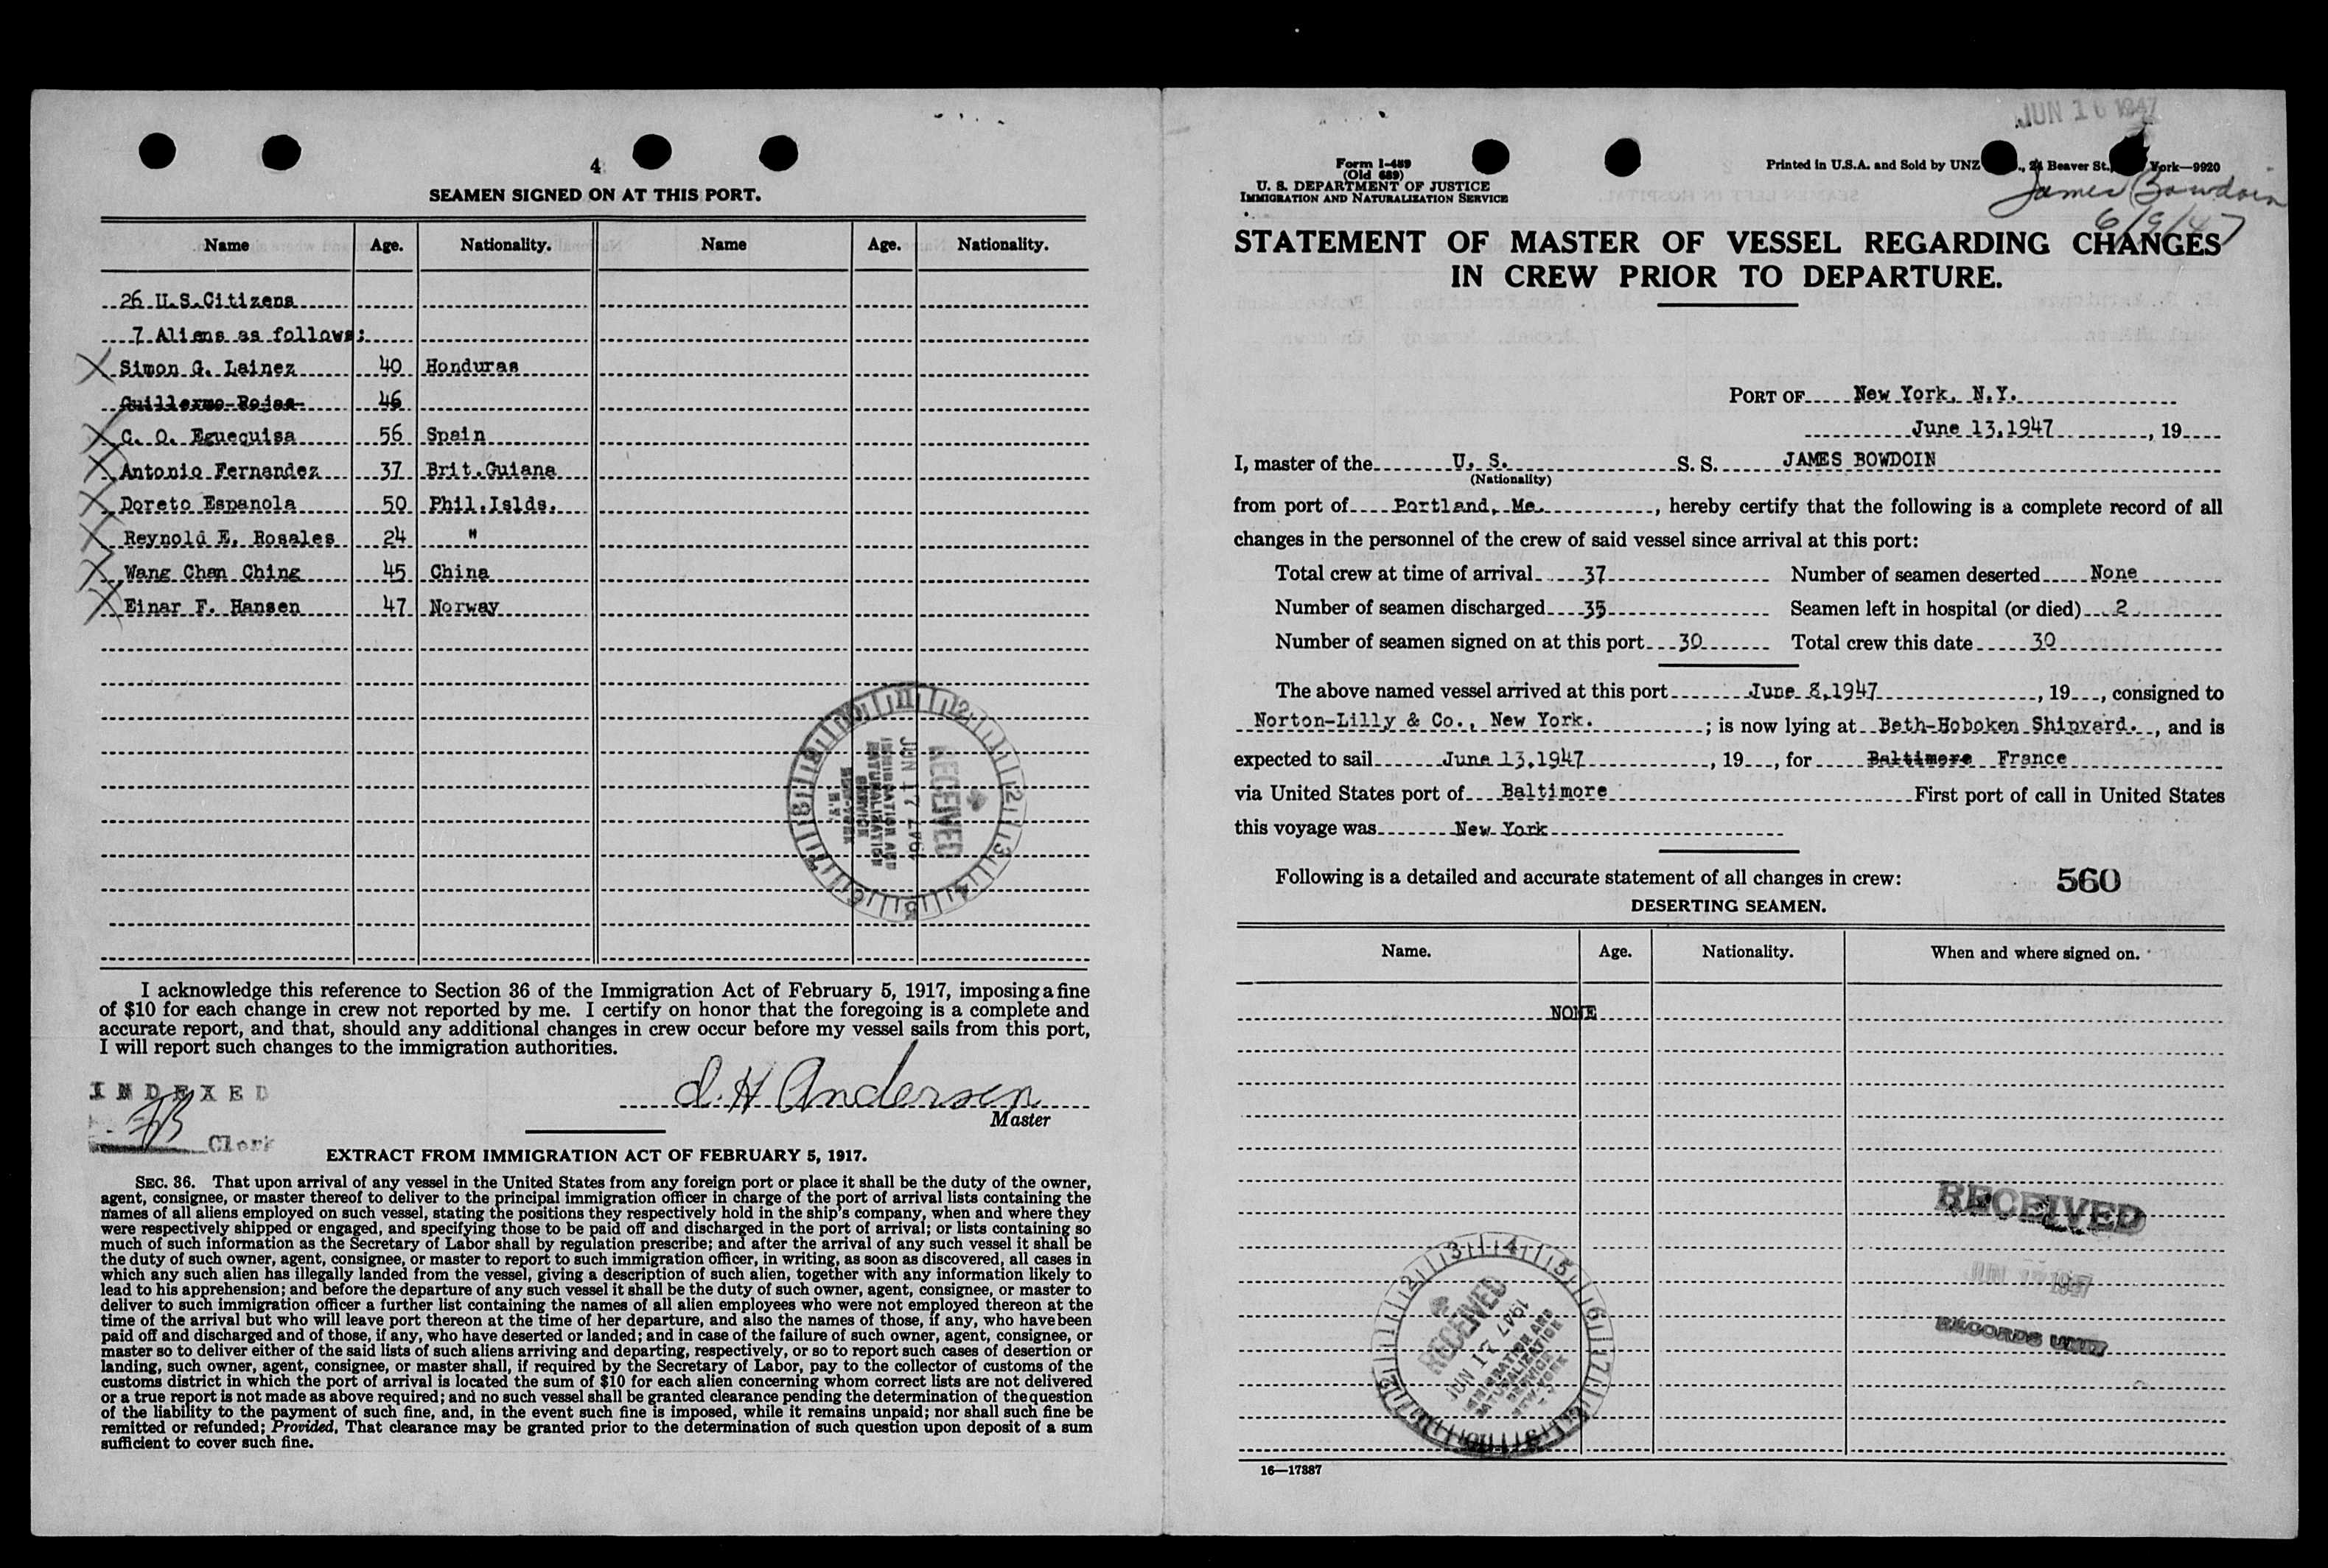 4
SEAMEN SIGNED ON AT THIS PORT.
Name Age. Nationality. Name Age. Nationality.
26 U.S.Citizens
7 Aliens as follows:
Simon G. Lainez 40 Honduras
Guillermo Rojas 46
C. O. Eguequisa 56 Spain
Antonio Fernandez 37 Brit.Guiana
Doreto Espanola 50 Phil.Islds.
Reynold E. Rosales 24 "
Wang Chan Ching 45 China
Einar F. Hansen 47 Norway
RECEIVED
JUN 17 1947
IMMIGRATION AND
NATURALIZATION
SERVICE
NEW YORK
N.Y.
I acknowledge this reference to Section 36 of the Immigration Act of February 5, 1917, imposing a fine
of $10 for each change in crew not reported by me. I certify on honor that the foregoing is a complete and
accurate report, and that, should any additional changes in crew occur before my vessel sails from this port,
I will report such changes to the immigration authorities.
INDEXED
Clerk
Andersen
Master
EXTRACT FROM IMMIGRATION ACT OF FEBRUARY 5, 1917.
SEC. 36. That upon arrival of any vessel in the United States from any foreign port or place it shall be the duty of the owner,
agent, consignee, or master thereof to deliver to the principal immigration officer in charge of the port of arrival lists containing the
names of all aliens employed on such vessel, stating the positions they respectively hold in the ship's company, when and where they
were respectively shipped or engaged, and specifying those to be paid off and discharged in the port of arrival; or lists containing so
much of such information as the Secretary of Labor shall by regulation prescribe; and after the arrival of any such vessel it shall be
the duty of such owner, agent, consignee, or master to report to such immigration officer, in writing, as soon as discovered, all cases in
which any such alien has illegally landed from the vessel, giving a description of such alien, together with any information likely to
lead to his apprehension; and before the departure of any such vessel it shall be the duty of such owner, agent, consignee, or master to
deliver to such immigration officer a further list containing the names of all alien employees who were not employed thereon at the
time of the arrival but who will leave port thereon at the time of her departure, and also the names of those, if any, who have been
paid off and discharged and of those, if any, who have deserted or landed; and in case of the failure of such owner, agent, consignee, or
master so to deliver either of the said lists of such aliens arriving and departing, respectively, or so to report such cases of desertion or
landing, such owner, agent, consignee, or master shall, if required by the Secretary of Labor, pay to the collector of customs of the
customs district in which the port of arrival is located the sum of $10 for each alien concerning whom correct lists are not delivered
or a true report is not made as above required; and no such vessel shall be granted clearance pending the determination of the question
of the liability to the payment of such fine, and, in the event such fine is imposed, while it remains unpaid; nor shall such fine be
remitted or refunded; Provided, That clearance may be granted prior to the determination of such question upon deposit of a sum
sufficient to cover such fine.
JUN 16 1947
Form I-489
(Old 689)
U. S. DEPARTMENT OF JUSTICE
IMMIGRATION AND NATURALIZATION SERVICE
Printed in U.S.A. and Sold by UNZ ., 24 Beaver St., York—9920
James Bowdoin
6/9/47
STATEMENT OF MASTER OF VESSEL REGARDING CHANGES
IN CREW PRIOR TO DEPARTURE.
PORT OF New York, N.Y.
June 13,1947, 19
I, master of the U. S. S. S. JAMES BOWDOIN
(Nationality)
from port of Portland, Me., hereby certify that the following is a complete record of all
changes in the personnel of the crew of said vessel since arrival at this port:
Total crew at time of arrival 37 Number of seamen deserted None
Number of seamen discharged 35 Seamen left in hospital (or died) 2
Number of seamen signed on at this port 30 Total crew this date 30
The above named vessel arrived at this port June 8,1947, 19, consigned to
Norton-Lilly & Co., New York. ; is now lying at Beth-Hoboken Shipyard., and is
expected to sail June 13,1947, 19, for Baltimore France
via United States port of Baltimore First port of call in United States
this voyage was New York
Following is a detailed and accurate statement of all changes in crew: 560
DESERTING SEAMEN.
Name. Age. Nationality. When and where signed on.
NONE
RECEIVED
JUN 1947
RECORDS UNIT
RECEIVED
JUN 17 1947
IMMIGRATION AND
NATURALIZATION
SERVICE
NEW YORK
16—17887